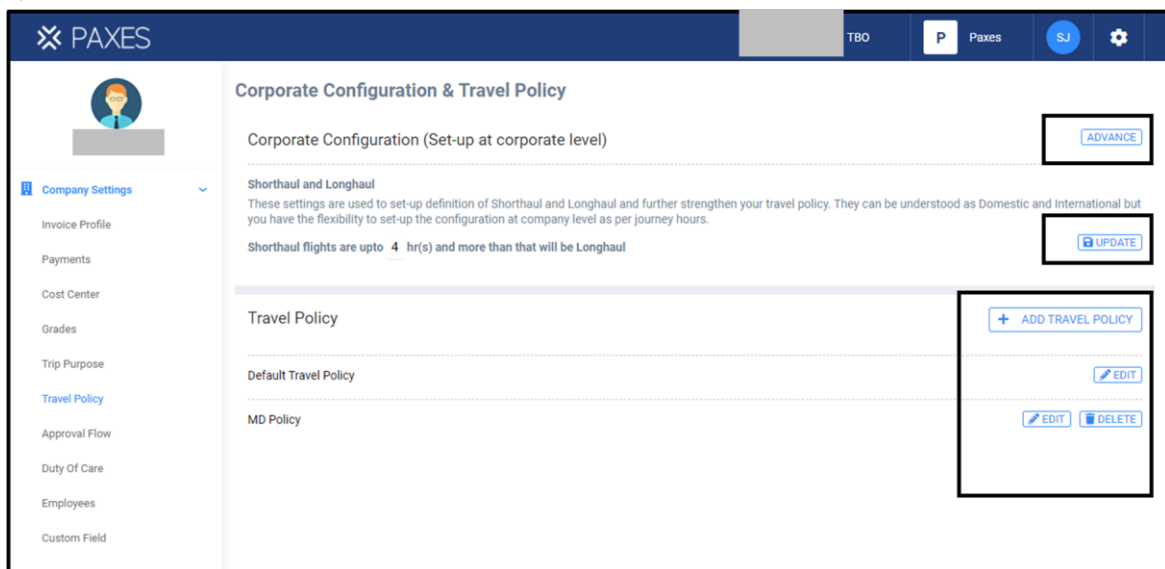 PAXES
TBO
P
Paxes
SJ
Corporate Configuration & Travel Policy
Corporate Configuration (Set-up at corporate level)
ADVANCE
Company Settings
Invoice Profile
Payments
Cost Center
Grades
Trip Purpose
Travel Policy
Approval Flow
Duty Of Care
Employees
Custom Field
Shorthaul and Longhaul
These settings are used to set-up definition of Shorthaul and Longhaul and further strengthen your travel policy. They can be understood as Domestic and International but
you have the flexibility to set-up the configuration at company level as per journey hours.
Shorthaul flights are upto 4 hr(s) and more than that will be Longhaul
UPDATE
Travel Policy
+ ADD TRAVEL POLICY
Default Travel Policy
EDIT
MD Policy
EDIT
DELETE